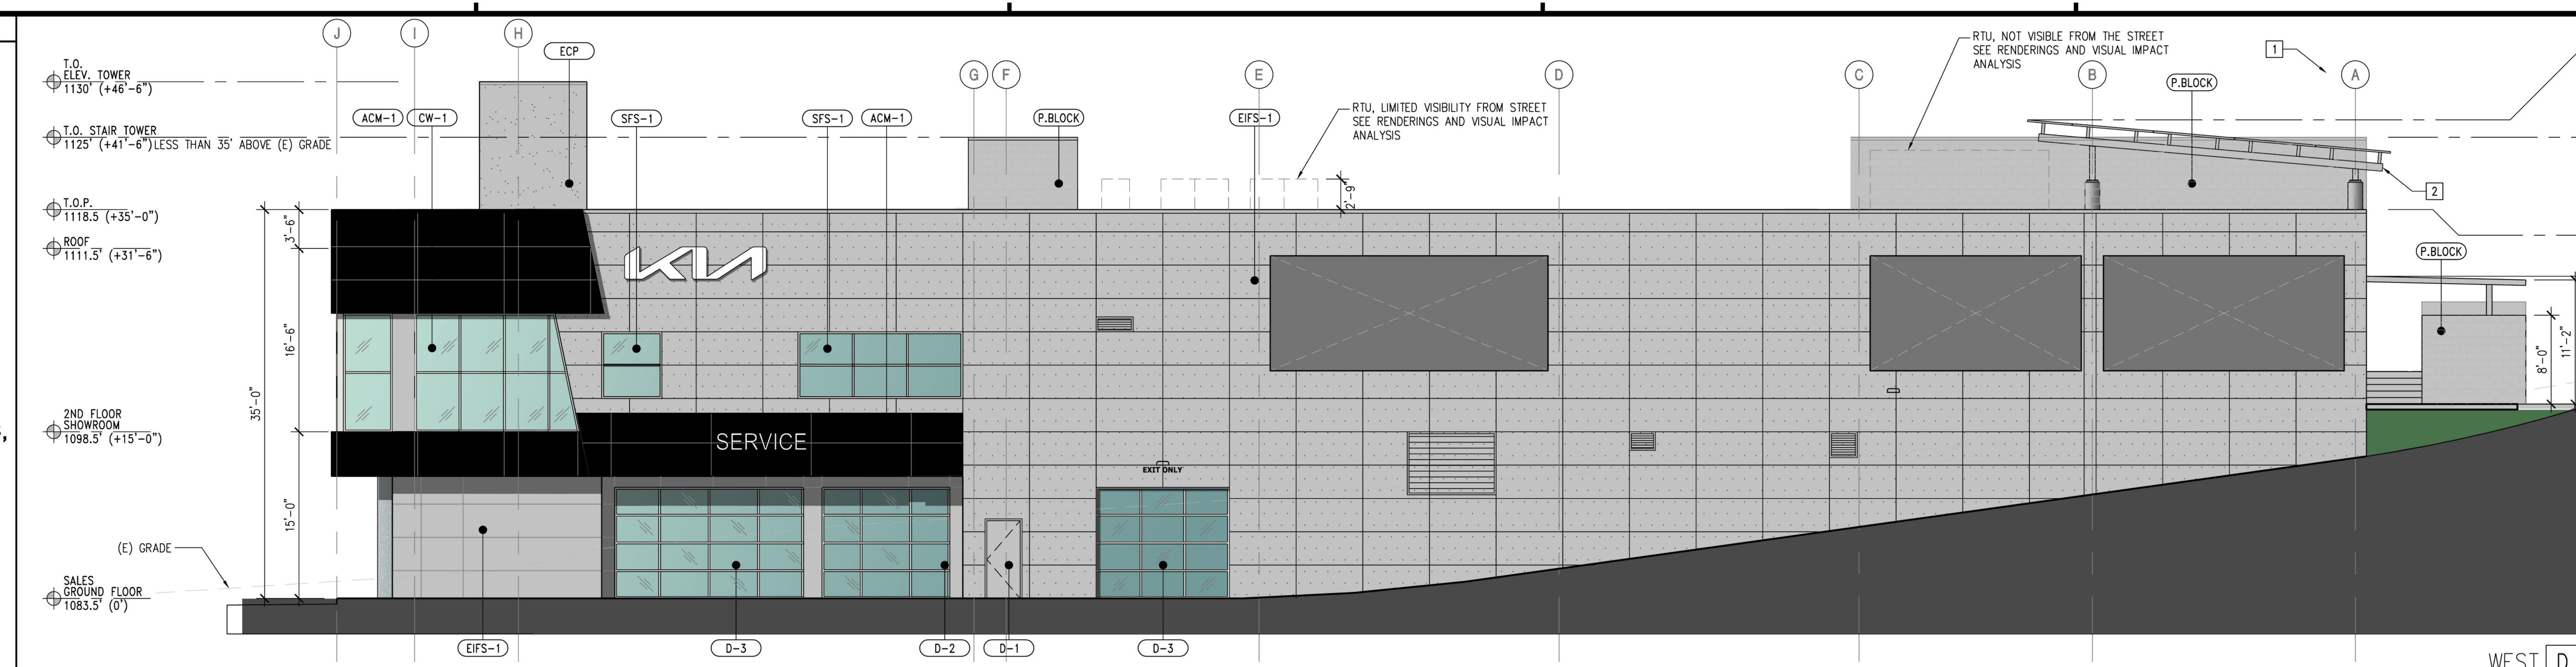 J
I
H
G
F
E
D
C
B
A
ECP
RTU, NOT VISIBLE FROM THE STREET
SEE RENDERINGS AND VISUAL IMPACT
ANALYSIS
1
T.O.
ELEV. TOWER
1130' (+46'-6")
P.BLOCK
ACM-1
CW-1
SFS-1
SFS-1
ACM-1
P.BLOCK
EIFS-1
RTU, LIMITED VISIBILITY FROM STREET
SEE RENDERINGS AND VISUAL IMPACT
ANALYSIS
T.O. STAIR TOWER
1125' (+41'-6") LESS THAN 35' ABOVE (E) GRADE
2'-9"
2
T.O.P.
1118.5 (+35'-0")
3'-6"
ROOF
1111.5' (+31'-6")
KIA
P.BLOCK
16'-6"
35'-0"
8'-0"
11'-2"
2ND FLOOR
SHOWROOM
1098.5' (+15'-0")
SERVICE
EXIT ONLY
15'-0"
(E) GRADE
SALES
GROUND FLOOR
1083.5' (0')
EIFS-1
D-3
D-2
D-1
D-3
WEST
D